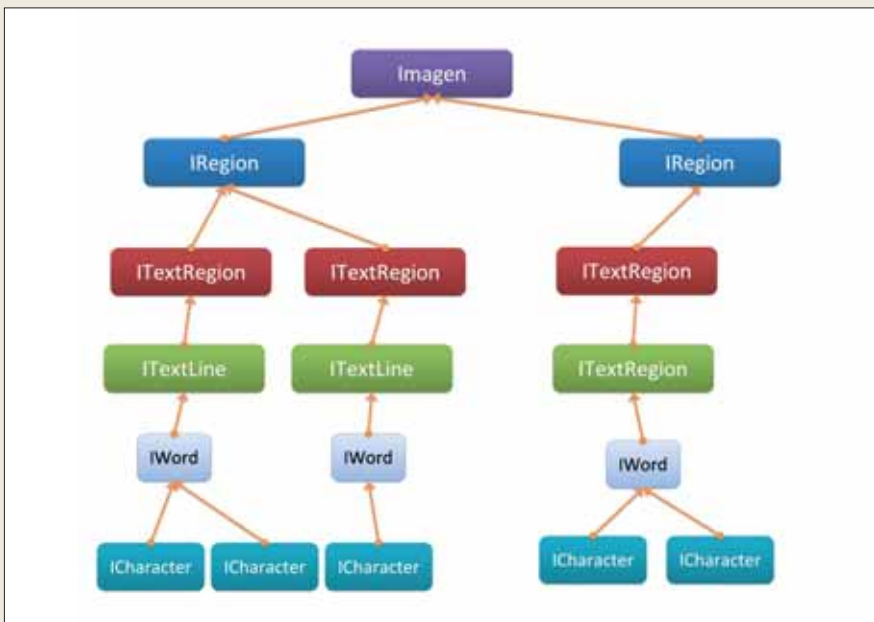 Imagen
IRegion
IRegion
ITextRegion
ITextRegion
ITextRegion
ITextLine
ITextLine
ITextRegion
IWord
IWord
IWord
ICharacter
ICharacter
ICharacter
ICharacter
ICharacter